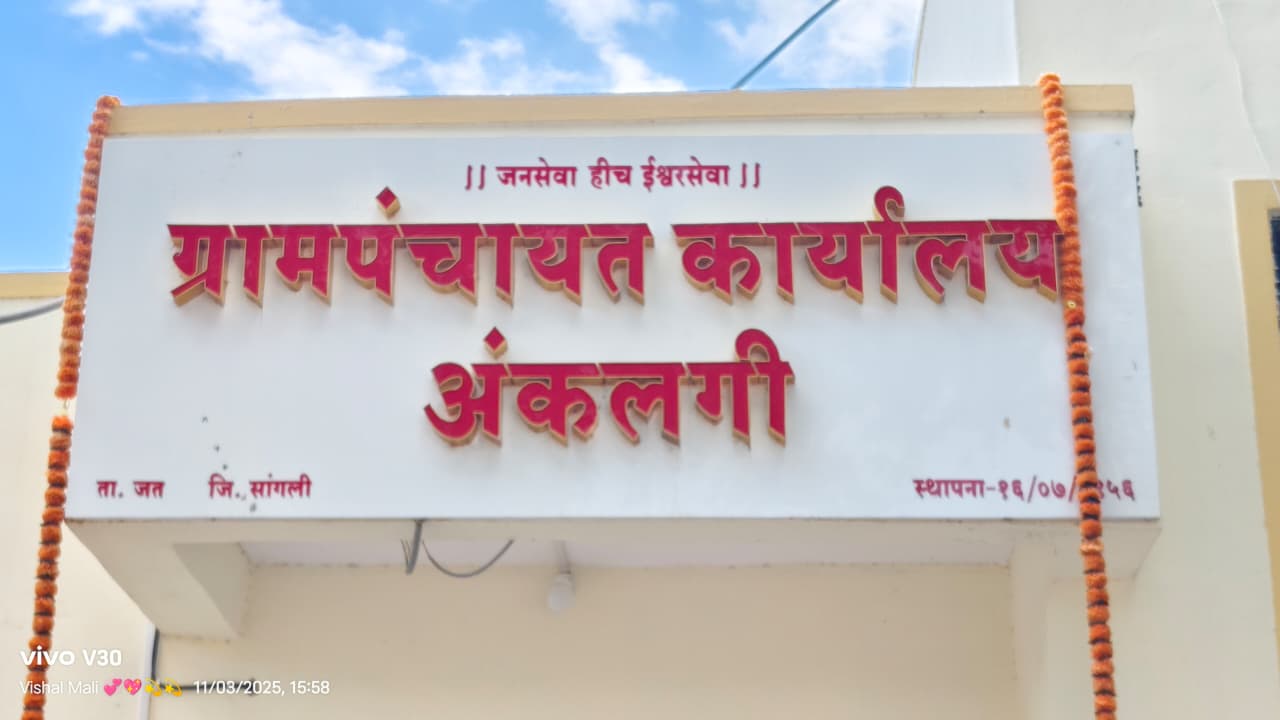 ।। जनसेवा हीच ईश्वरसेवा ।।
ग्रामपंचायत कार्यालय
अंकलगी
ता. जत जि. सांगली
स्थापना-१६/०७/
vivo V30
Vishal Mali 💞💖💫💫 11/03/2025, 15:58